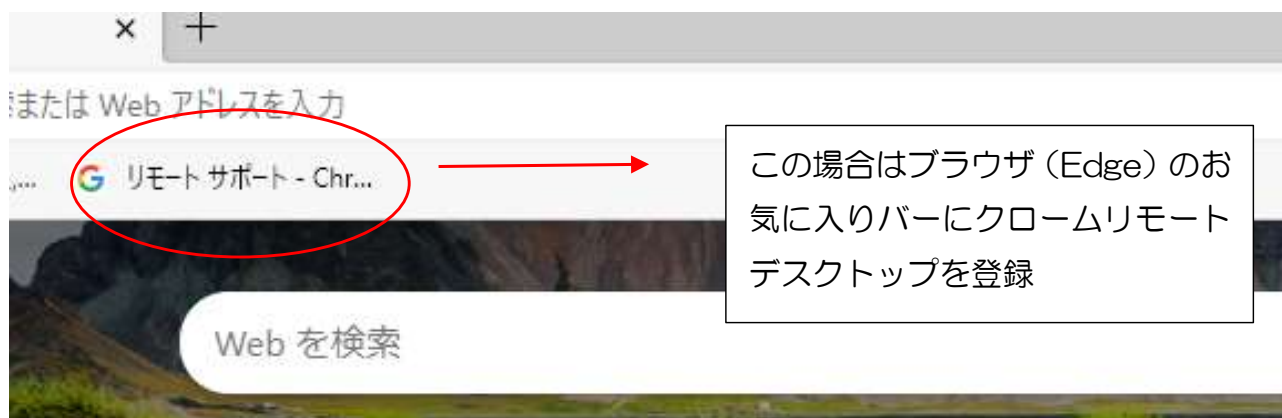 または Web アドレスを入力
... リモート サポート - Chr...
この場合はブラウザ（Edge）のお
気に入りバーにクロームリモート
デスクトップを登録
Web を検索